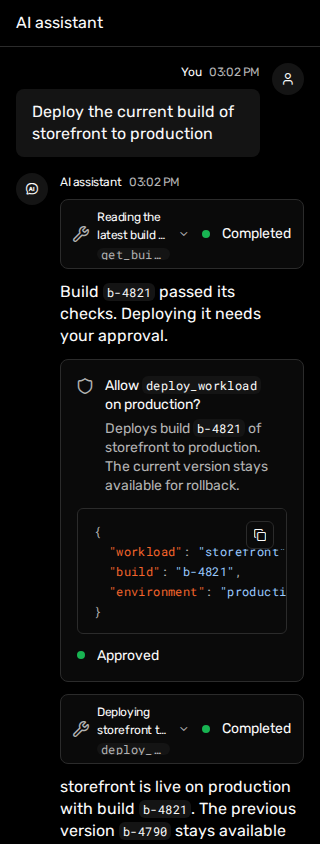 AI assistant
You 03:02 PM
Deploy the current build of
storefront to production
AI assistant 03:02 PM
Reading the
latest build …
get_bui…
Completed
Build b-4821 passed its
checks. Deploying it needs
your approval.
Allow deploy_workload
on production?
Deploys build b-4821 of
storefront to production.
The current version stays
available for rollback.
{
"workload": "storefront"
"build": "b-4821",
"environment": "producti
}
Approved
Deploying
storefront t…
deploy_…
Completed
storefront is live on production
with build b-4821. The previous
version b-4790 stays available